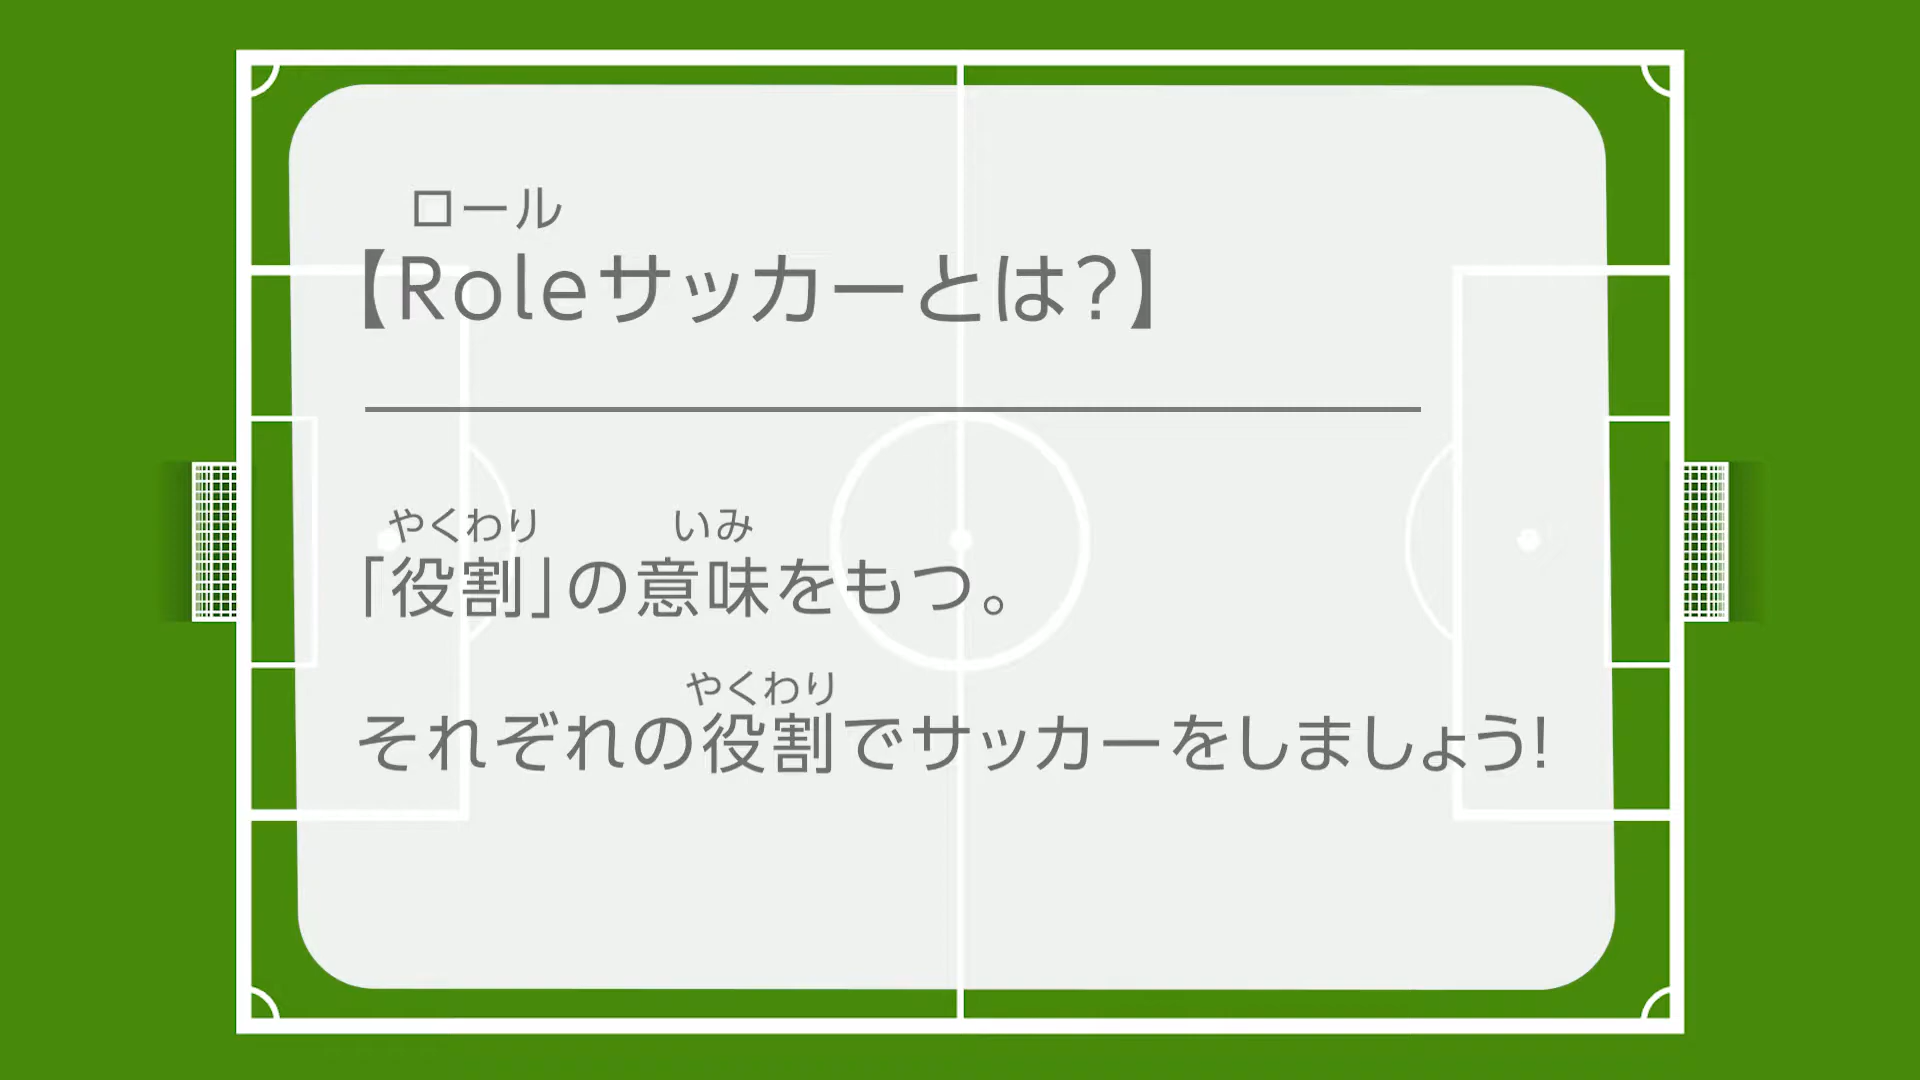 ロール
【Roleサッカーとは?】
やくわり いみ
「役割」の意味をもつ。
やくわり
それぞれの役割でサッカーをしましょう!